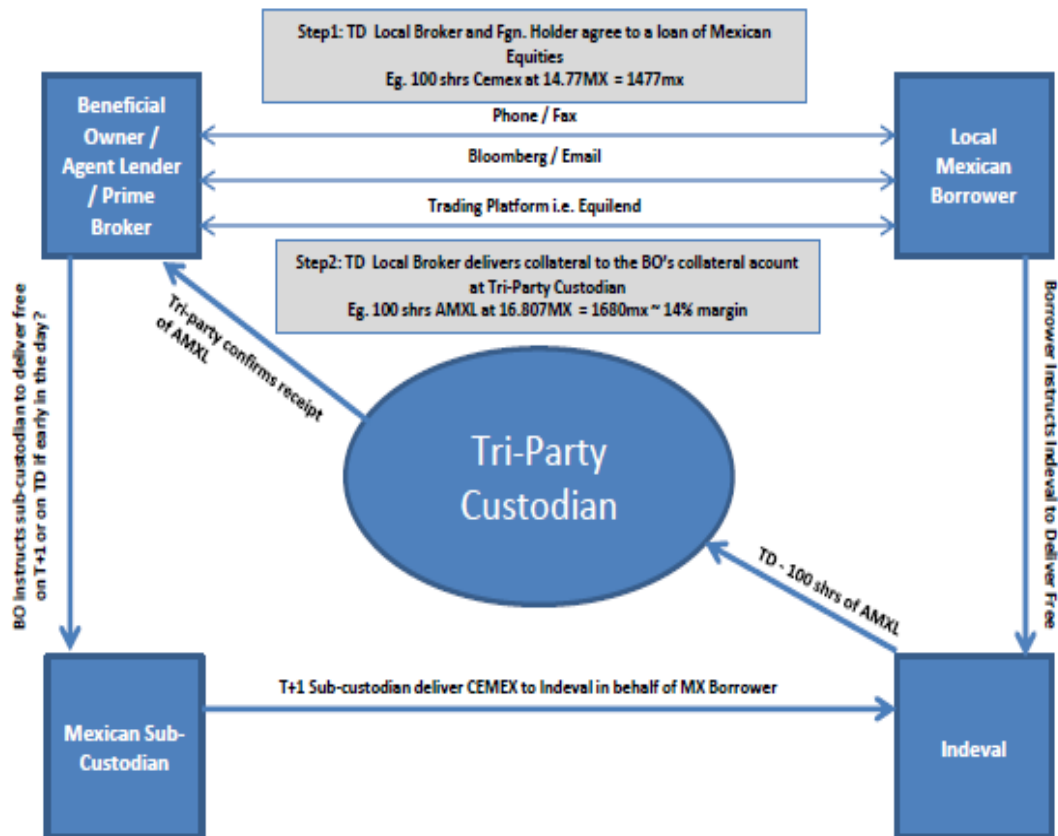 Step1: TD Local Broker and Fgn. Holder agree to a loan of Mexican
Equities
Eg. 100 shrs Cemex at 14.77MX = 1477mx
Beneficial
Owner /
Agent Lender
/ Prime
Broker
Phone / Fax
Bloomberg / Email
Trading Platform i.e. Equilend
Local
Mexican
Borrower
Step2: TD Local Broker delivers collateral to the BO's collateral acount
at Tri-Party Custodian
Eg. 100 shrs AMXL at 16.807MX = 1680mx ~ 14% margin
BO instructs sub-custodian to deliver free
on T+1 or on TD if early in the day?
Tri-party confirms receipt
of AMXL
Borrower Instructs Indeval to Deliver Free
Tri-Party
Custodian
TD - 100 shrs of AMXL
T+1 Sub-custodian deliver CEMEX to Indeval in behalf of MX Borrower
Mexican Sub-
Custodian
Indeval